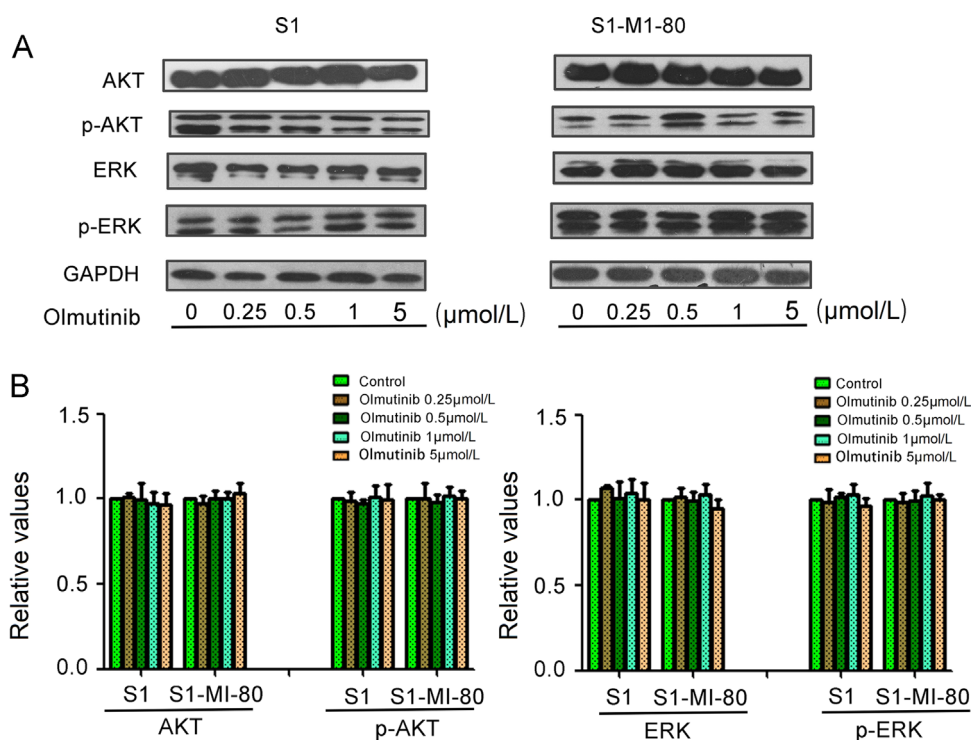 A
S1
S1-M1-80
AKT
p-AKT
ERK
p-ERK
GAPDH
Olmutinib 0 0.25 0.5 1 5 (μmol/L) 0 0.25 0.5 1 5 (μmol/L)
B
Control
Olmutinib 0.25μmol/L
Olmutinib 0.5μmol/L
Olmutinib 1μmol/L
Olmutinib 5μmol/L
Relative values
1.5
1.0
0.5
0.0
S1 S1-MI-80 S1 S1-MI-80
AKT p-AKT
Control
Olmutinib 0.25μmol/L
Olmutinib 0.5μmol/L
Olmutinib 1μmol/L
Olmutinib 5μmol/L
Relative values
1.5
1.0
0.5
0.0
S1 S1-MI-80 S1 S1-MI-80
ERK p-ERK